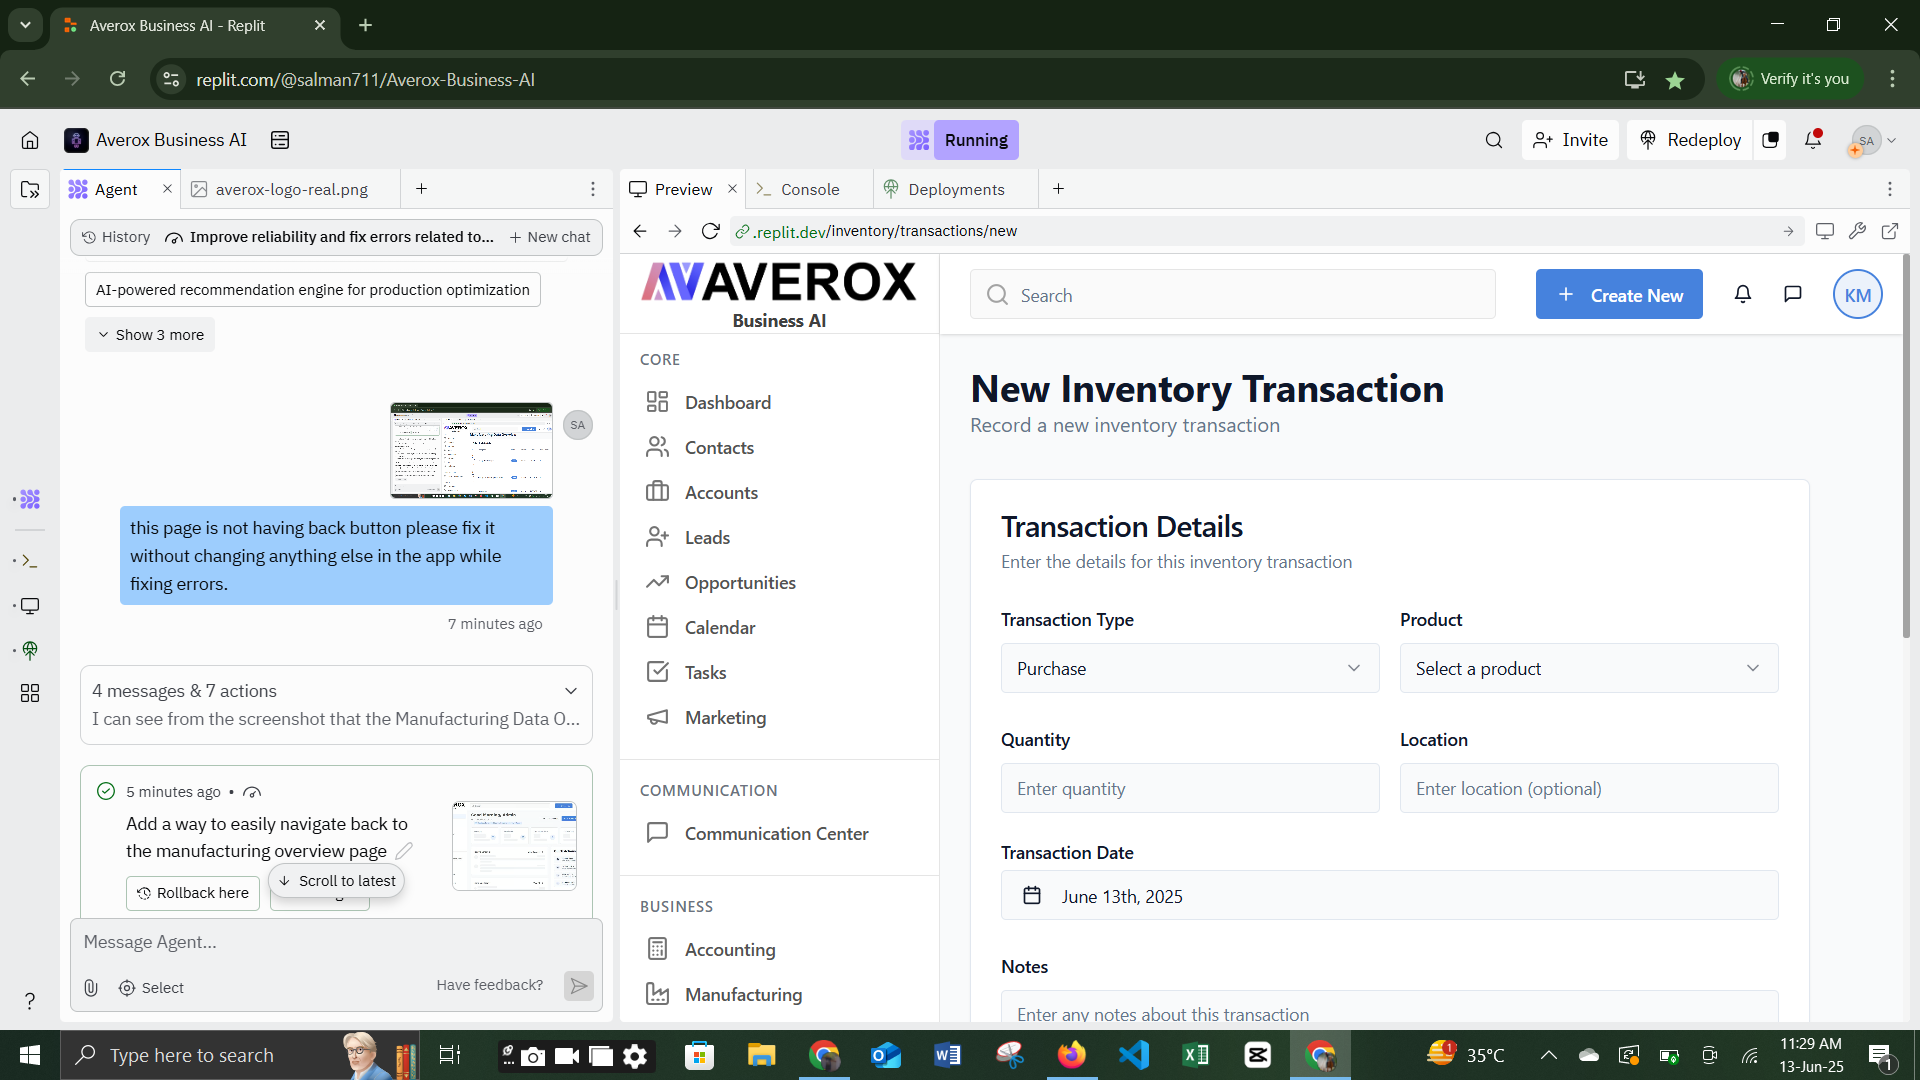 Averox Business AI - Replit
replit.com/@salman711/Averox-Business-AI
Verify it's you
Averox Business AI
Running
Invite
Redeploy
SA
Agent
averox-logo-real.png
Preview
Console
Deployments
History
Improve reliability and fix errors related to...
New chat
.replit.dev/inventory/transactions/new
AI-powered recommendation engine for production optimization
Show 3 more
SA
this page is not having back button please fix it
without changing anything else in the app while
fixing errors.
7 minutes ago
4 messages & 7 actions
I can see from the screenshot that the Manufacturing Data O...
5 minutes ago
Add a way to easily navigate back to
the manufacturing overview page
Rollback here
Scroll to latest
Message Agent...
Select
Have feedback?
AVEROX
Business AI
CORE
Dashboard
Contacts
Accounts
Leads
Opportunities
Calendar
Tasks
Marketing
COMMUNICATION
Communication Center
BUSINESS
Accounting
Manufacturing
Search
Create New
KM
New Inventory Transaction
Record a new inventory transaction
Transaction Details
Enter the details for this inventory transaction
Transaction Type
Product
Purchase
Select a product
Quantity
Location
Enter quantity
Enter location (optional)
Transaction Date
June 13th, 2025
Notes
Enter any notes about this transaction
Type here to search
1
35°C
11:29 AM
13-Jun-25
1